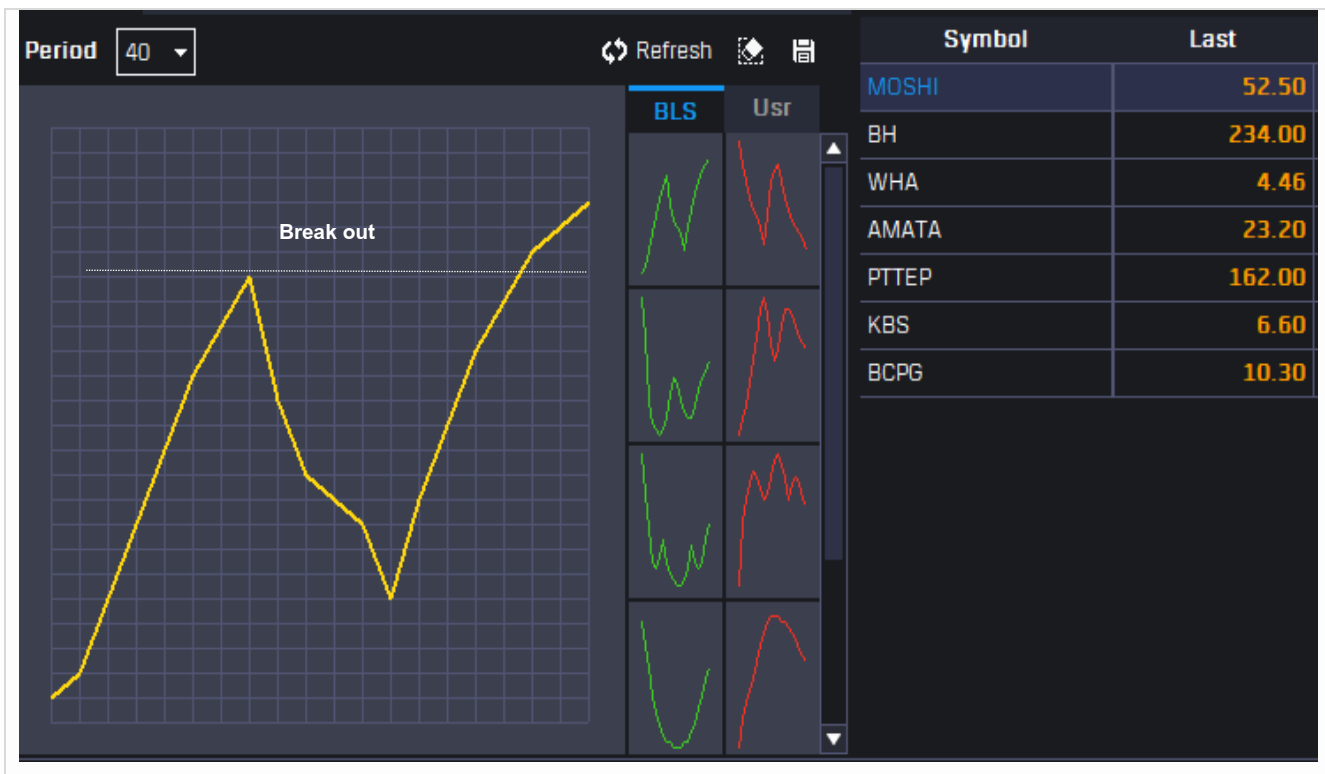 Period 40 Refresh
BLS Usr
Break out
Symbol Last
MOSHI 52.50
BH 234.00
WHA 4.46
AMATA 23.20
PTTEP 162.00
KBS 6.60
BCPG 10.30